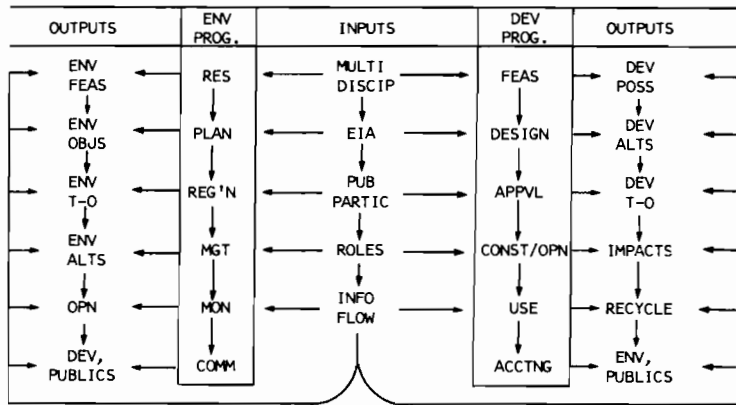 OUTPUTS
ENV
PROG.
INPUTS
DEV
PROG.
OUTPUTS
ENV
FEAS
RES
MULTI
DISCIP
FEAS
DEV
POSS
ENV
OBJS
PLAN
EIA
DESIGN
DEV
ALTS
ENV
T-O
REG'N
PUB
PARTIC
APPVL
DEV
T-O
ENV
ALTS
MGT
ROLES
CONST/OPN
IMPACTS
OPN
MON
INFO
FLOW
USE
RECYCLE
DEV,
PUBLICS
COMM
ACCTNG
ENV,
PUBLICS